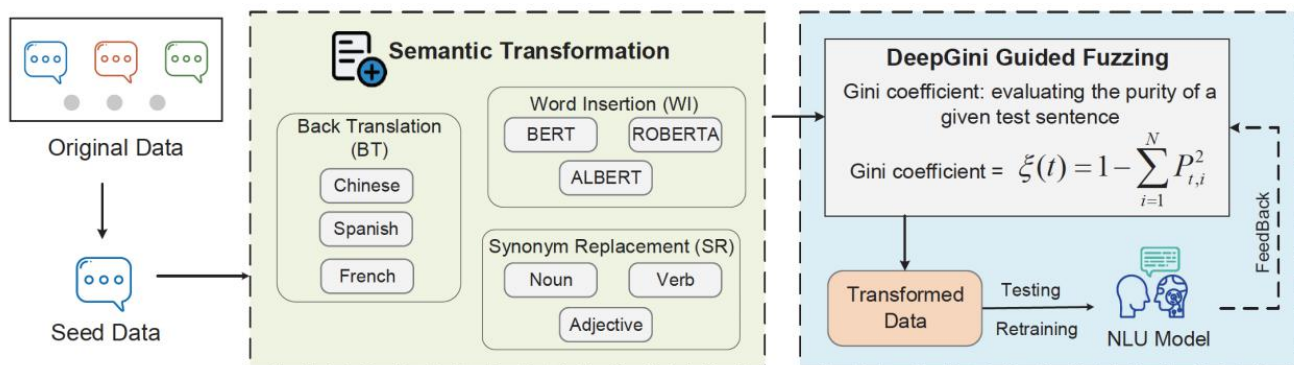 Original Data
Seed Data
Semantic Transformation
Back Translation
(BT)
Chinese
Spanish
French
Word Insertion (WI)
BERT
ROBERTA
ALBERT
Synonym Replacement (SR)
Noun
Verb
Adjective
DeepGini Guided Fuzzing
Gini coefficient: evaluating the purity of a
given test sentence
Gini coefficient = ξ(t) = 1 − ∑_{i=1}^{N} P_{t,i}^2
Transformed
Data
Testing
Retraining
NLU Model
FeedBack